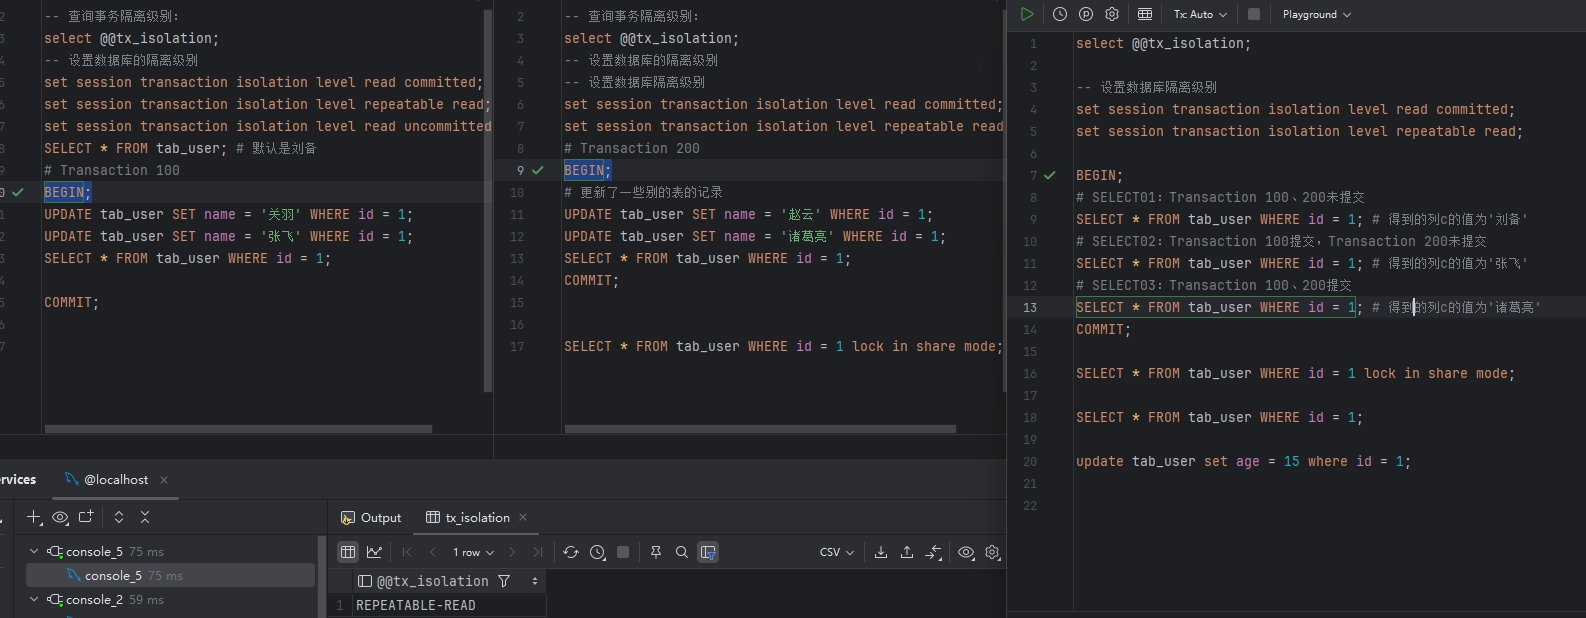 2 -- 查询事务隔离级别:
3 select @@tx_isolation;
4 -- 设置数据库的隔离级别
5 set session transaction isolation level read committed;
6 set session transaction isolation level repeatable read;
7 set session transaction isolation level read uncommitted
8 SELECT * FROM tab_user; # 默认是刘备
9 # Transaction 100
0 BEGIN;
1 UPDATE tab_user SET name = '关羽' WHERE id = 1;
2 UPDATE tab_user SET name = '张飞' WHERE id = 1;
3 SELECT * FROM tab_user WHERE id = 1;
4
5 COMMIT;
6
7
2 -- 查询事务隔离级别:
3 select @@tx_isolation;
4 -- 设置数据库的隔离级别
5 -- 设置数据库隔离级别
6 set session transaction isolation level read committed;
7 set session transaction isolation level repeatable read
8 # Transaction 200
9 BEGIN;
10 # 更新了一些别的表的记录
11 UPDATE tab_user SET name = '赵云' WHERE id = 1;
12 UPDATE tab_user SET name = '诸葛亮' WHERE id = 1;
13 SELECT * FROM tab_user WHERE id = 1;
14 COMMIT;
15
16
17 SELECT * FROM tab_user WHERE id = 1 lock in share mode;
Tx: Auto
Playground
1 select @@tx_isolation;
2
3 -- 设置数据库隔离级别
4 set session transaction isolation level read committed;
5 set session transaction isolation level repeatable read;
6
7 BEGIN;
8 # SELECT01：Transaction 100、200未提交
9 SELECT * FROM tab_user WHERE id = 1; # 得到的列c的值为'刘备'
10 # SELECT02：Transaction 100提交，Transaction 200未提交
11 SELECT * FROM tab_user WHERE id = 1; # 得到的列c的值为'张飞'
12 # SELECT03：Transaction 100、200提交
13 SELECT * FROM tab_user WHERE id = 1; # 得到的列c的值为'诸葛亮'
14 COMMIT;
15
16 SELECT * FROM tab_user WHERE id = 1 lock in share mode;
17
18 SELECT * FROM tab_user WHERE id = 1;
19
20 update tab_user set age = 15 where id = 1;
21
22
rvices
@localhost
console_5 75 ms
console_5 75 ms
console_2 59 ms
Output
tx_isolation
1 row
CSV
@@tx_isolation
1 REPEATABLE-READ